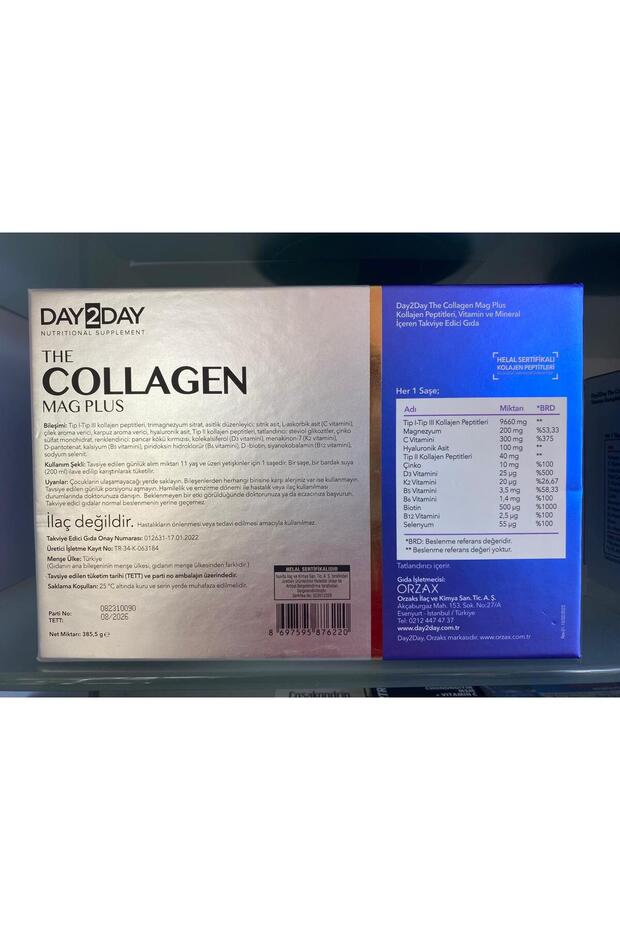 DAY2DAY
NUTRITIONAL SUPPLEMENT
THE
COLLAGEN
MAG PLUS
Bileşimi: Tip I-Tip III kollajen peptitleri, trimagnezyum sitrat, asitlik düzenleyici: sitrik asit, L-askorbik asit (C vitamini),
çilek aroma verici, karpuz aroma verici, hyaluronik asit, Tip II kollajen peptitleri, tatlandırıcı: steviol glikozitler, çinko
sülfat monohidrat, renklendirici: pancar kökü kırmızısı, kolekalsiferol (D3 vitamini), menakinon-7 (K2 vitamini),
D-pantotenat, kalsiyum (B5 vitamini), piridoksin hidroklorür (B6 vitamini), D-biotin, siyanokobalamin (B12 vitamini),
sodyum selenit.
Kullanım Şekli: Tavsiye edilen günlük alım miktarı 11 yaş ve üzeri yetişkinler için 1 saşedir. Bir saşe, bir bardak suya
(200 ml) ilave edilip karıştırılarak tüketilir.
Uyarılar: Çocukların ulaşamayacağı yerde saklayın. Bileşenlerden herhangi birisine karşı alerjiniz var ise kullanmayın.
Tavsiye edilen günlük porsiyonu aşmayın. Hamilelik ve emzirme dönemi ile hastalık veya ilaç kullanılması
durumlarında doktorunuza danışın. Beklenmeyen bir etki görüldüğünde doktorunuza ya da eczacınıza başvurun.
Takviye edici gıdalar normal beslenmenin yerine geçemez.
İlaç değildir. Hastalıkların önlenmesi veya tedavi edilmesi amacıyla kullanılmaz.
Takviye Edici Gıda Onay Numarası: 012631-17.01.2022
Üretici İşletme Kayıt No: TR-34-K-063184
Menşe Ülke: Türkiye
(Gıdanın ana bileşeninin menşe ülkesi, gıdanın menşe ülkesinden farklıdır.)
Tavsiye edilen tüketim tarihi (TETT) ve parti no ambalajın üzerindedir.
Saklama Koşulları: 25 °C altında kuru ve serin yerde muhafaza edilmelidir.
Parti No: 082310090
TETT: 08/2026
Net Miktarı: 385,5 g e
HELAL SERTİFİKALIDIR
8 697595 876220
Day2Day The Collagen Mag Plus
Kollajen Peptitleri, Vitamin ve Mineral
İçeren Takviye Edici Gıda
HELAL SERTİFİKALI
KOLAJEN PEPTİTLERİ
Her 1 Saşe;
Adı Miktarı *BRD
Tip I-Tip III Kollajen Peptitleri 9660 mg **
Magnezyum 200 mg %53,33
C Vitamini 300 mg %375
Hyaluronik Asit 100 mg **
Tip II Kollajen Peptitleri 40 mg **
Çinko 10 mg %100
D3 Vitamini 25 µg %500
K2 Vitamini 20 µg %26,67
B5 Vitamini 3,5 mg %58,33
B6 Vitamini 1,4 mg %100
Biotin 500 µg %1000
B12 Vitamini 2,5 µg %100
Selenyum 55 µg %100
*BRD: Beslenme referans değeridir.
** Beslenme referans değeri yoktur.
Tatlandırıcı içerir.
Gıda İşletmecisi:
ORZAX
Orzaks İlaç ve Kimya San. Tic. A. Ş.
Akçaburgaz Mah. 153. Sok. No:27/A
Esenyurt - İstanbul / Türkiye
Tel: 0212 447 47 37
www.day2day.com.tr
Day2Day, Orzaks markasıdır. www.orzax.com.tr